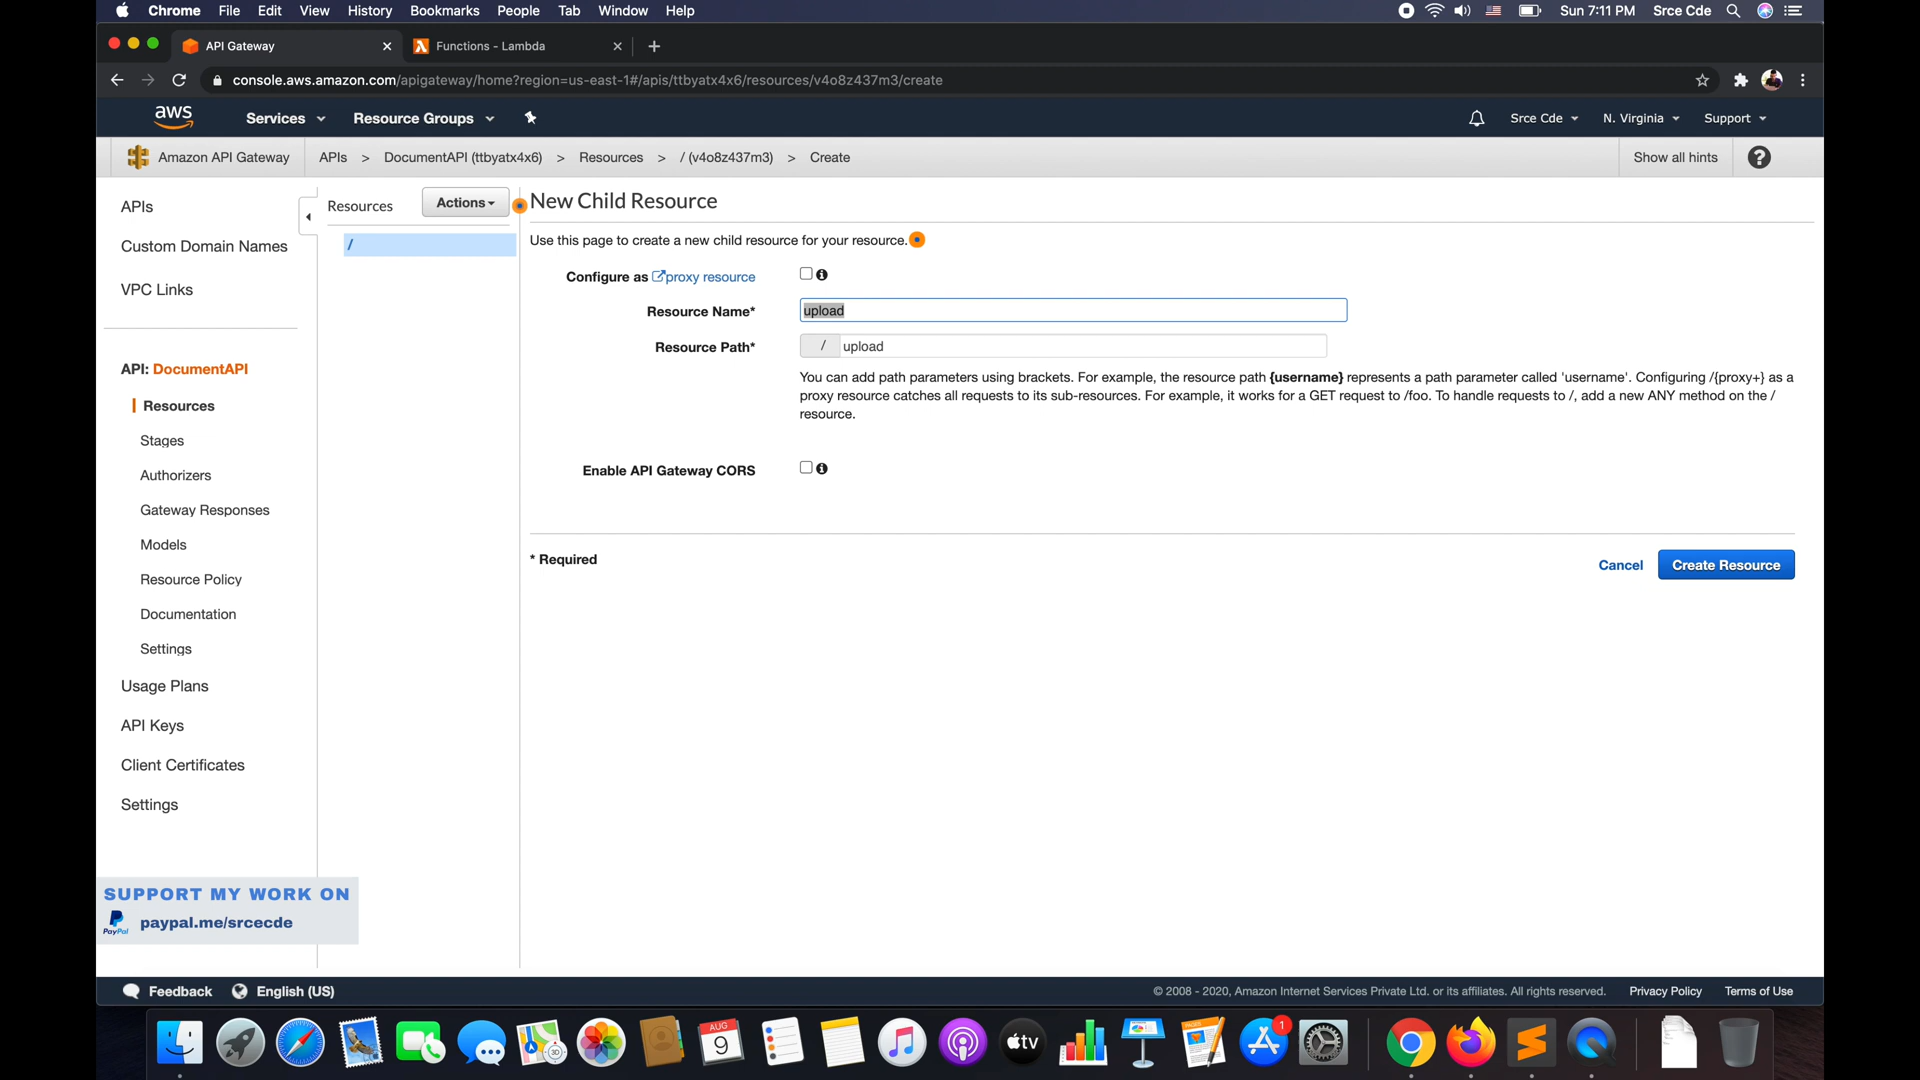 Chrome File Edit View History Bookmarks People Tab Window Help Sun 7:11 PM Srce Cde
API Gateway Functions - Lambda
console.aws.amazon.com/apigateway/home?region=us-east-1#/apis/ttbyatx4x6/resources/v4o8z437m3/create
aws Services Resource Groups Srce Cde N. Virginia Support
Amazon API Gateway APIs > DocumentAPI (ttbyatx4x6) > Resources > / (v4o8z437m3) > Create Show all hints ?
APIs
Custom Domain Names
VPC Links
API: DocumentAPI
Resources
Stages
Authorizers
Gateway Responses
Models
Resource Policy
Documentation
Settings
Usage Plans
API Keys
Client Certificates
Settings
Resources Actions
/
New Child Resource
Use this page to create a new child resource for your resource.
Configure as proxy resource
Resource Name* upload
Resource Path* / upload
You can add path parameters using brackets. For example, the resource path {username} represents a path parameter called 'username'. Configuring /{proxy+} as a
proxy resource catches all requests to its sub-resources. For example, it works for a GET request to /foo. To handle requests to /, add a new ANY method on the /
resource.
Enable API Gateway CORS
* Required Cancel Create Resource
SUPPORT MY WORK ON
PayPal paypal.me/srcecde
Feedback English (US) © 2008 - 2020, Amazon Internet Services Private Ltd. or its affiliates. All rights reserved. Privacy Policy Terms of Use
AUG
9
3D
tv
PAGES
1